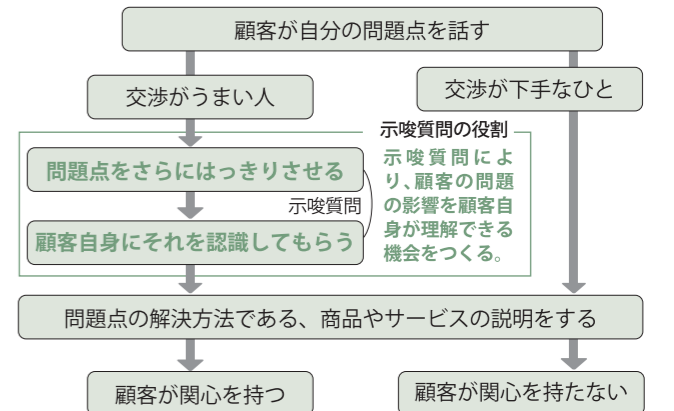 顧客が自分の問題点を話す
交渉がうまい人
交渉が下手なひと
示唆質問の役割
問題点をさらにはっきりさせる
示唆質問
顧客自身にそれを認識してもらう
示唆質問によ
り、顧客の問題
の影響を顧客自
身が理解できる
機会をつくる。
問題点の解決方法である、商品やサービスの説明をする
顧客が関心を持つ
顧客が関心を持たない